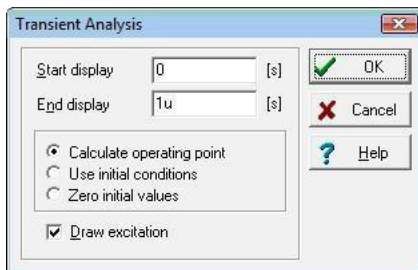 Transient Analysis
Start display 0 [s]
End display 1u [s]
Calculate operating point
Use initial conditions
Zero initial values
Draw excitation
OK
Cancel
? Help